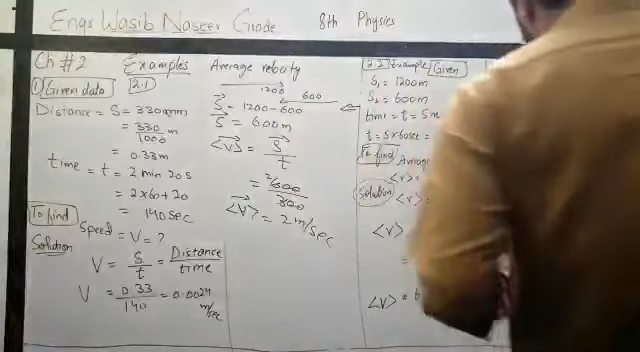 Engr Wasib Naseer Grade 8th Physics
Ch #2 Examples
① Given data 2.1
Distance = S = 330mm
= 330/1000 m
= 0.33m
time = t = 2 min 20s
= 2x60+20
= 140 sec
To find
Speed = V = ?
Solution
V = S/t = Distance/time
V = 0.33/140 = 0.0024 m/sec
Average velocity
1200
600
S = 1200-600
S = 600m
<V> = S/t
= 600/300
<V> = 2m/sec
2.2 Example Given
S₁ = 1200m
S₂ = 600m
time = t = 5m
t = 5x60sec =
To find Average
<v> =
Solution <v> =
<v>
=
<v> =